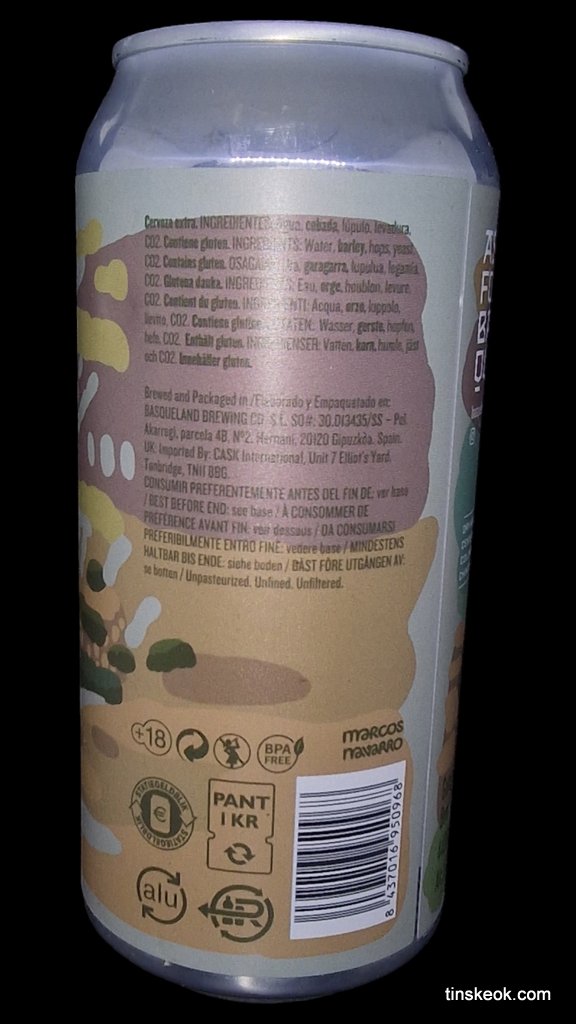 Cerveza extra. INGREDIENTES: Agua, cebada, lúpulo, levadura,
CO2. Contiene gluten. INGREDIENTS: Water, barley, hops, yeast,
CO2. Contains gluten. OSAGAIAK: Ura, garagarra, lupulua, legamia,
CO2. Glutena dauka. INGREDIENTS: Eau, orge, houblon, levure,
CO2. Contient du gluten. INGREDIENTI: Acqua, orzo, luppolo,
lievito, CO2. Contiene glutine. ZUTATEN: Wasser, gerste, hopfen,
hefe, CO2. Enthält gluten. INGREDIENSER: Vatten, korn, humle, jäst
och CO2. Innehåller gluten.
Brewed and Packaged in /Elaborado y Empaquetado en:
BASQUELAND BREWING CO. S.L. SO#: 30.013435/SS - Pol.
Akarregi, parcela 4B, Nº2. Hernani, 20120 Gipuzkoa. Spain.
UK: Imported By: CASK International, Unit 7 Elliot's Yard.
Tonbridge, TN11 8BG.
CONSUMIR PREFERENTEMENTE ANTES DEL FIN DE: ver base
/ BEST BEFORE END: see base / À CONSOMMER DE
PRÉFÉRENCE AVANT FIN: voir dessous / DA CONSUMARSI
PREFERIBILMENTE ENTRO FINE: vedere base / MINDESTENS
HALTBAR BIS ENDE: siehe boden / BÄST FÖRE UTGÅNGEN AV:
se botten / Unpasteurized. Unfined. Unfiltered.
+18
BPA
FREE
marcos
navarro
STATIEGELDBLIK
€
STATIEGELDBLIK
PANT
1 KR
alu
8 437016 950968
tinskeok.com